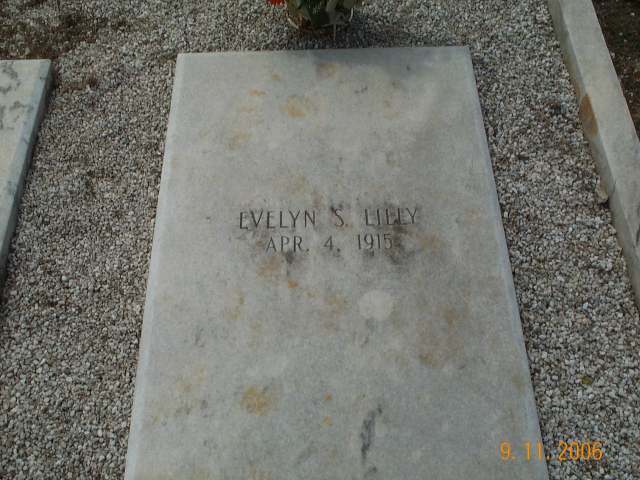 EVELYN S. LILLY
APR. 4, 1915
9.11.2006